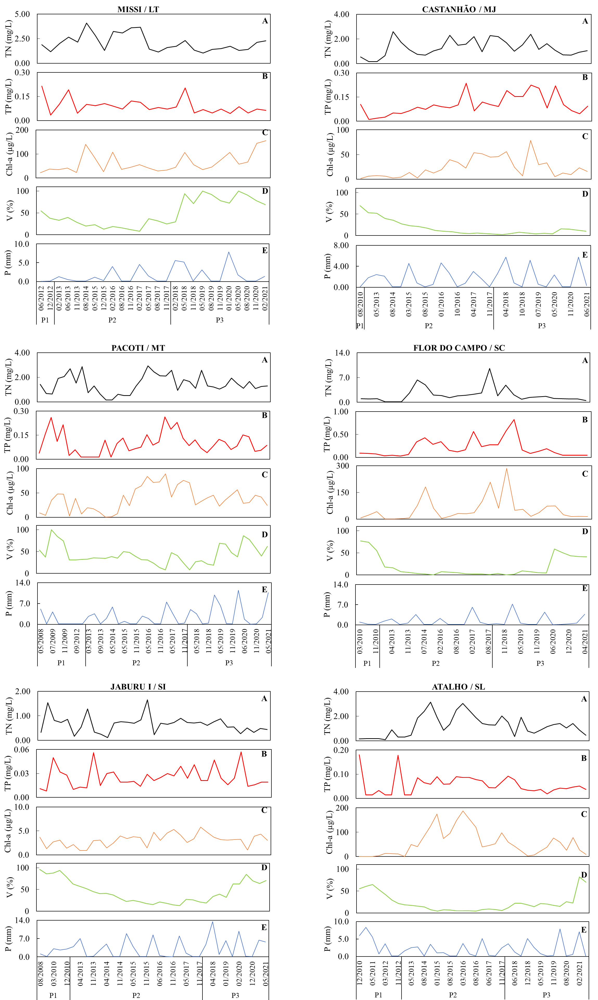 MISSI / LT
A
TN (mg/L)
5.00
2.50
0.00
B
TP (mg/L)
0.30
0.15
0.00
C
Chl-a (µg/L)
200
100
0
D
V (%)
100
50
0
E
P (mm)
10.0
5.0
0.0
06/2012
12/2012
02/2013
06/2013
11/2013
08/2014
05/2015
12/2015
02/2016
08/2016
11/2016
02/2017
05/2017
08/2017
11/2017
02/2018
05/2018
11/2018
05/2019
08/2019
11/2019
01/2020
05/2020
08/2020
11/2020
02/2021
P1 P2 P3
CASTANHÃO / MJ
A
TN (mg/L)
4.00
2.00
0.00
B
TP (mg/L)
0.30
0.15
0.00
C
Chl-a (µg/L)
100
50
0
D
V (%)
100
50
0
E
P (mm)
8.00
4.00
0.00
08/2010
05/2013
08/2014
03/2015
08/2015
01/2016
10/2016
04/2017
11/2017
04/2018
10/2018
07/2019
05/2020
11/2020
06/2021
P1 P2 P3
PACOTI / MT
A
TN (mg/L)
4.00
2.00
0.00
B
TP (mg/L)
0.30
0.15
0.00
C
Chl-a (µg/L)
100
50
0
D
V (%)
100
50
0
E
P (mm)
14.0
7.0
0.0
05/2008
07/2009
11/2009
09/2012
03/2013
09/2013
05/2014
05/2015
11/2015
05/2016
11/2016
05/2017
11/2017
05/2018
11/2018
05/2019
11/2019
06/2020
11/2020
05/2021
P1 P2 P3
FLOR DO CAMPO / SC
A
TN (mg/L)
14.0
7.0
0.0
B
TP (mg/L)
1.00
0.50
0.00
C
Chl-a (µg/L)
300
150
0
D
V (%)
100
50
0
E
P (mm)
14.0
7.0
0.0
03/2010
11/2010
04/2013
11/2013
07/2014
02/2016
08/2016
02/2017
08/2017
11/2018
05/2019
11/2019
06/2020
12/2020
04/2021
P1 P2 P3
JABURU I / SI
A
TN (mg/L)
2.00
1.00
0.00
B
TP (mg/L)
0.06
0.03
0.00
C
Chl-a (µg/L)
10.0
5.0
0.0
D
V (%)
100
50
0
E
P (mm)
14.0
7.0
0.0
08/2008
03/2010
12/2010
04/2013
11/2013
04/2014
11/2014
05/2015
11/2015
06/2016
11/2016
05/2017
11/2017
04/2018
01/2019
02/2020
12/2020
05/2021
P1 P2 P3
ATALHO / SL
A
TN (mg/L)
4.00
2.00
0.00
B
TP (mg/L)
0.20
0.10
0.00
C
Chl-a (µg/L)
200
100
0
D
V (%)
100
50
0
E
P (mm)
10.0
5.0
0.0
12/2010
05/2011
03/2012
11/2012
05/2013
08/2014
01/2015
08/2015
03/2016
08/2016
06/2017
11/2017
06/2018
12/2018
11/2019
08/2020
02/2021
P1 P2 P3